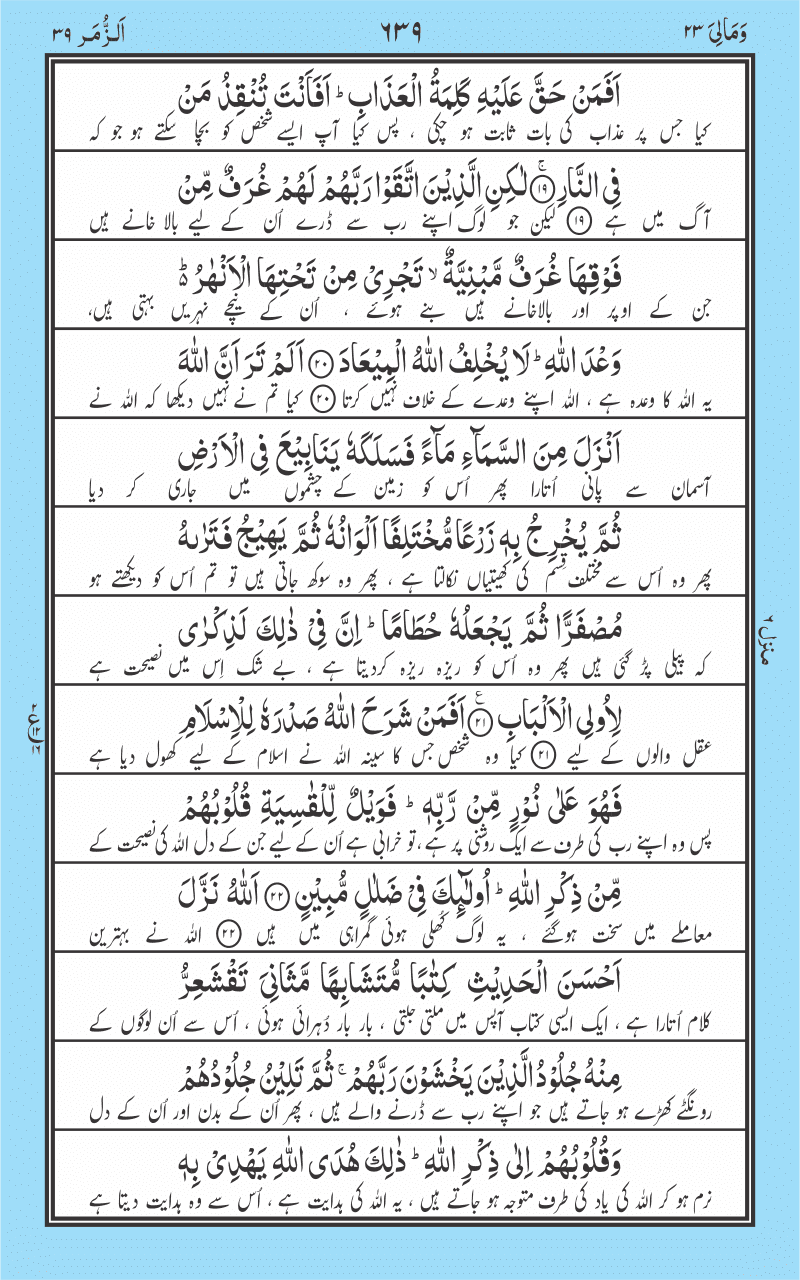 وَمَالِیَ ۲۳
٦٣٩
اَلزُّمَر ۳۹
اَفَمَنْ حَقَّ عَلَیْهِ كَلِمَةُ الْعَذَابِ ؕ اَفَاَنْتَ تُنْقِذُ مَنْ
کیا جس پر عذاب کی بات ثابت ہو چکی ، پس کیا آپ ایسے شخص کو بچا سکتے ہو جو کہ
فِی النَّارِ ۚ﴿۱۹﴾ لٰكِنِ الَّذِیْنَ اتَّقَوْا رَبَّهُمْ لَهُمْ غُرَفٌ مِّنْ
آگ میں ہے ﴿۱۹﴾ لیکن جو لوگ اپنے رب سے ڈرے اُن کے لیے بالا خانے ہیں
فَوْقِهَا غُرَفٌ مَّبْنِیَّةٌ ۙ تَجْرِیْ مِنْ تَحْتِهَا الْاَنْهٰرُ ؕ۬
جن کے اوپر اور بالاخانے ہیں بنے ہوئے ، اُن کے نیچے نہریں بہتی ہیں،
وَعْدَ اللّٰهِ ؕ لَا یُخْلِفُ اللّٰهُ الْمِیْعَادَ ﴿۲۰﴾ اَلَمْ تَرَ اَنَّ اللّٰهَ
یہ اللہ کا وعدہ ہے ، اللہ اپنے وعدے کے خلاف نہیں کرتا ﴿۲۰﴾ کیا تم نے نہیں دیکھا کہ اللہ نے
اَنْزَلَ مِنَ السَّمَآءِ مَآءً فَسَلَكَهٗ یَنَابِیْعَ فِی الْاَرْضِ
آسمان سے پانی اُتارا پھر اُس کو زمین کے چشموں میں جاری کر دیا
ثُمَّ یُخْرِجُ بِهٖ زَرْعًا مُّخْتَلِفًا اَلْوَانُهٗ ثُمَّ یَهِیْجُ فَتَرٰىهُ
پھر وہ اُس سے مختلف قسم کی کھیتیاں نکالتا ہے ، پھر وہ سوکھ جاتی ہیں تو تم اُس کو دیکھتے ہو
مُصْفَرًّا ثُمَّ یَجْعَلُهٗ حُطَامًا ؕ اِنَّ فِیْ ذٰلِكَ لَذِكْرٰی
کہ پیلی پڑ گئی ہیں پھر وہ اُس کو ریزہ ریزہ کردیتا ہے ، بے شک اِس میں نصیحت ہے
لِاُولِی الْاَلْبَابِ ﴿۲۱﴾ؑ اَفَمَنْ شَرَحَ اللّٰهُ صَدْرَهٗ لِلْاِسْلَامِ
عقل والوں کے لیے ﴿۲۱﴾ کیا وہ شخص جس کا سینہ اللہ نے اسلام کے لیے کھول دیا ہے
فَهُوَ عَلٰی نُوْرٍ مِّنْ رَّبِّهٖ ؕ فَوَیْلٌ لِّلْقٰسِیَةِ قُلُوْبُهُمْ
پس وہ اپنے رب کی طرف سے ایک روشنی پر ہے، تو خرابی ہے اُن کے لیے جن کے دل اللہ کی نصیحت کے
مِّنْ ذِكْرِ اللّٰهِ ؕ اُولٰٓئِكَ فِیْ ضَلٰلٍ مُّبِیْنٍ ﴿۲۲﴾ اَللّٰهُ نَزَّلَ
معاملے میں سخت ہوگئے ، یہ لوگ کُھلی ہوئی گمراہی میں ہیں ﴿۲۲﴾ اللہ نے بہترین
اَحْسَنَ الْحَدِیْثِ كِتٰبًا مُّتَشَابِهًا مَّثَانِیَ تَقْشَعِرُّ
کلام اُتارا ہے ، ایک ایسی کتاب آپس میں ملتی جلتی ، بار بار دُہرائی ہوئی ، اُس سے اُن لوگوں کے
مِنْهُ جُلُوْدُ الَّذِیْنَ یَخْشَوْنَ رَبَّهُمْ ۚ ثُمَّ تَلِیْنُ جُلُوْدُهُمْ
رونگٹے کھڑے ہو جاتے ہیں جو اپنے رب سے ڈرنے والے ہیں ، پھر اُن کے بدن اور اُن کے دل
وَقُلُوْبُهُمْ اِلٰی ذِكْرِ اللّٰهِ ؕ ذٰلِكَ هُدَی اللّٰهِ یَهْدِیْ بِهٖ
نرم ہو کر اللہ کی یاد کی طرف متوجہ ہو جاتے ہیں ، یہ اللہ کی ہدایت ہے ، اُس سے وہ ہدایت دیتا ہے
منزل ٦